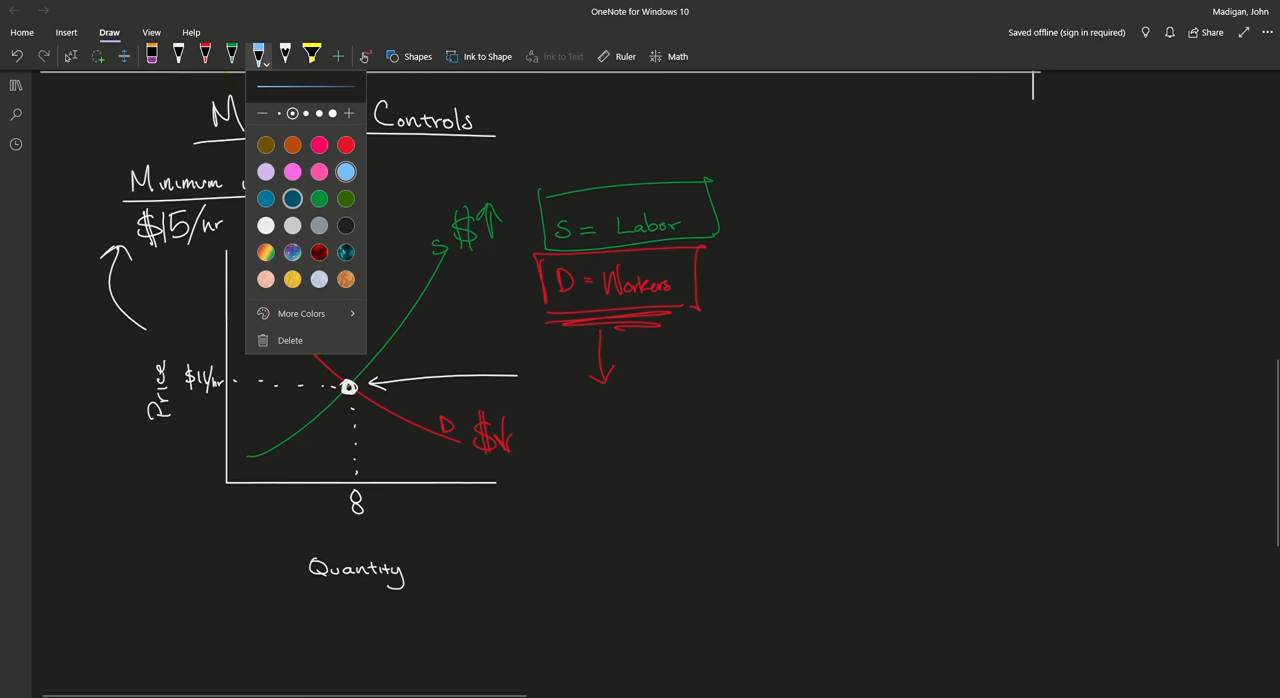 OneNote for Windows 10
Madigan, John
Home Insert Draw View Help
Saved offline (sign in required) Share
Shapes Ink to Shape Ink to Text Ruler Math
M Controls
Minimum
$15/hr
S $↑
S = Labor
D = Workers
More Colors
Delete
Price $11/hr
D $↓
8
Quantity